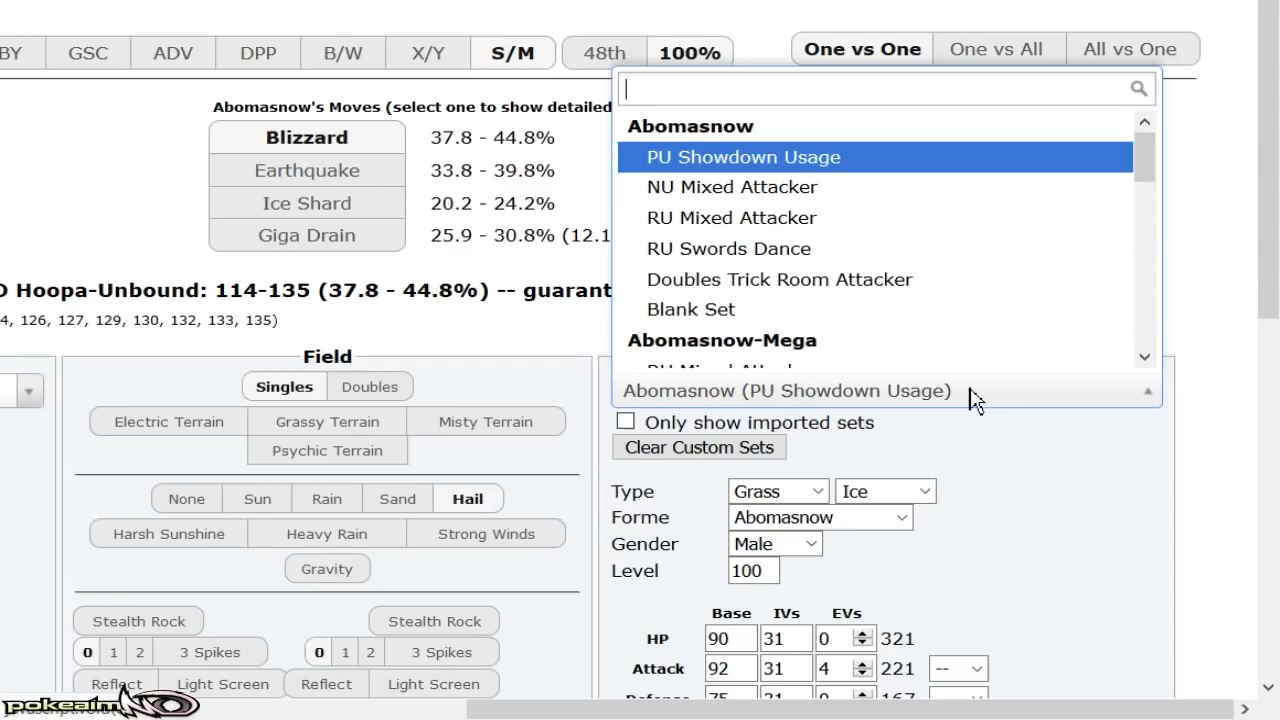 BY GSC ADV DPP B/W X/Y S/M 48th 100% One vs One One vs All All vs One
Abomasnow's Moves (select one to show detailed
Blizzard 37.8 - 44.8%
Earthquake 33.8 - 39.8%
Ice Shard 20.2 - 24.2%
Giga Drain 25.9 - 30.8% (12.1
D Hoopa-Unbound: 114-135 (37.8 - 44.8%) -- guarant
4, 126, 127, 129, 130, 132, 133, 135)
Abomasnow
PU Showdown Usage
NU Mixed Attacker
RU Mixed Attacker
RU Swords Dance
Doubles Trick Room Attacker
Blank Set
Abomasnow-Mega
Abomasnow (PU Showdown Usage)
Only show imported sets
Clear Custom Sets
Field
Singles Doubles
Electric Terrain Grassy Terrain Misty Terrain
Psychic Terrain
None Sun Rain Sand Hail
Harsh Sunshine Heavy Rain Strong Winds
Gravity
Stealth Rock Stealth Rock
0 1 2 3 Spikes 0 1 2 3 Spikes
Reflect Light Screen Reflect Light Screen
Type Grass Ice
Forme Abomasnow
Gender Male
Level 100
Base IVs EVs
HP 90 31 0 321
Attack 92 31 4 221 --
Defense 75 31 0 167
pokeaim